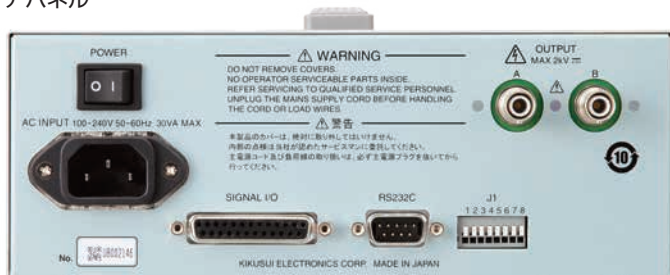 アパネル
POWER
AC INPUT 100-240V 50-60Hz 30VA MAX
WARNING
DO NOT REMOVE COVERS.
NO OPERATOR SERVICEABLE PARTS INSIDE.
REFER SERVICING TO QUALIFIED SERVICE PERSONNEL
UNPLUG THE MAINS SUPPLY CORD BEFORE HANDLING
THE CORD OR LOAD WIRES.
警告
本製品のカバーは、絶対に取り外してはいけません。
内部の点検は当社が認めたサービスマンに委託してください。
主電源コード及び負荷線の取り扱いは、必ず主電源プラグを抜いてから
行ってください。
OUTPUT
MAX 2kV
A B
10
SIGNAL I/O
RS232C
J1
1 2 3 4 5 6 7 8
No.
KIKUSUI ELECTRONICS CORP. MADE IN JAPAN